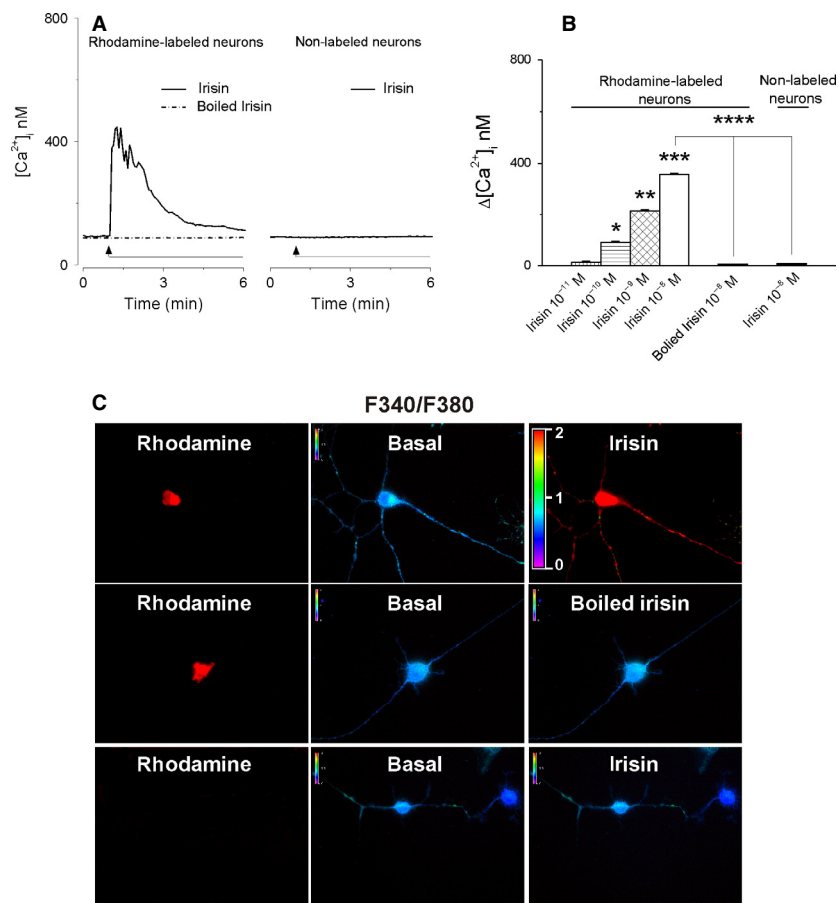 A
800
400
0
[Ca²⁺]ᵢ nM
Rhodamine-labeled neurons
Irisin
Boiled Irisin
0 6
Time (min)
Non-labeled neurons
Irisin
0 6
Time (min)
B
800
400
0
Δ[Ca²⁺]ᵢ nM
Rhodamine-labeled
neurons
Non-labeled
neurons
****
***
**
*
Irisin 10⁻¹¹ M
Irisin 10⁻¹⁰ M
Irisin 10⁻⁹ M
Irisin 10⁻⁸ M
Bolied Irisin 10⁻⁸ M
Irisin 10⁻⁸ M
C
F340/F380
Rhodamine
Basal
Irisin
2
1
0
Rhodamine
Basal
Boiled irisin
Rhodamine
Basal
Irisin